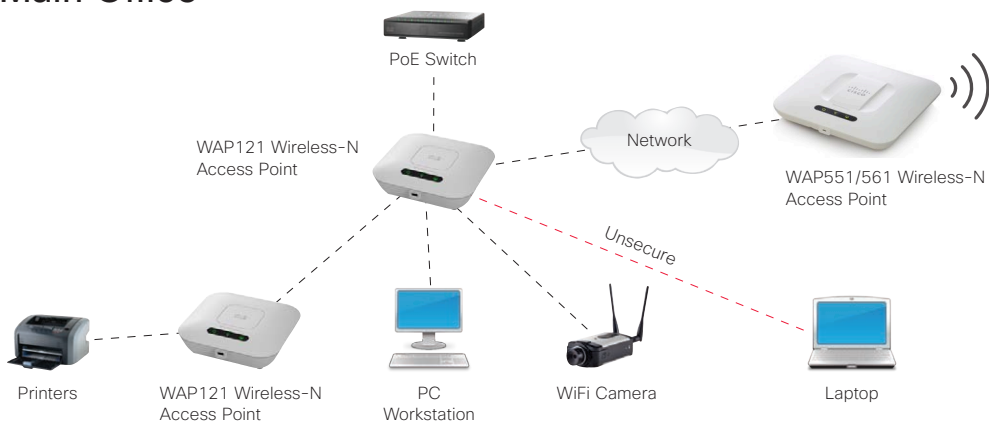 Main Office
PoE Switch
WAP121 Wireless-N
Access Point
Network
WAP551/561 Wireless-N
Access Point
Unsecure
Printers
WAP121 Wireless-N
Access Point
PC
Workstation
WiFi Camera
Laptop